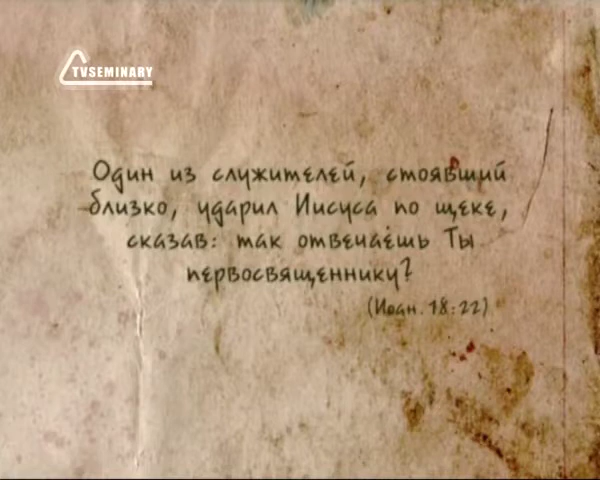 TVSEMINARY
Один из служителей, стоявший
близко, ударил Иисуса по щеке,
сказав: так отвечаешь Ты
первосвященнику?
(Иоан. 18:22)